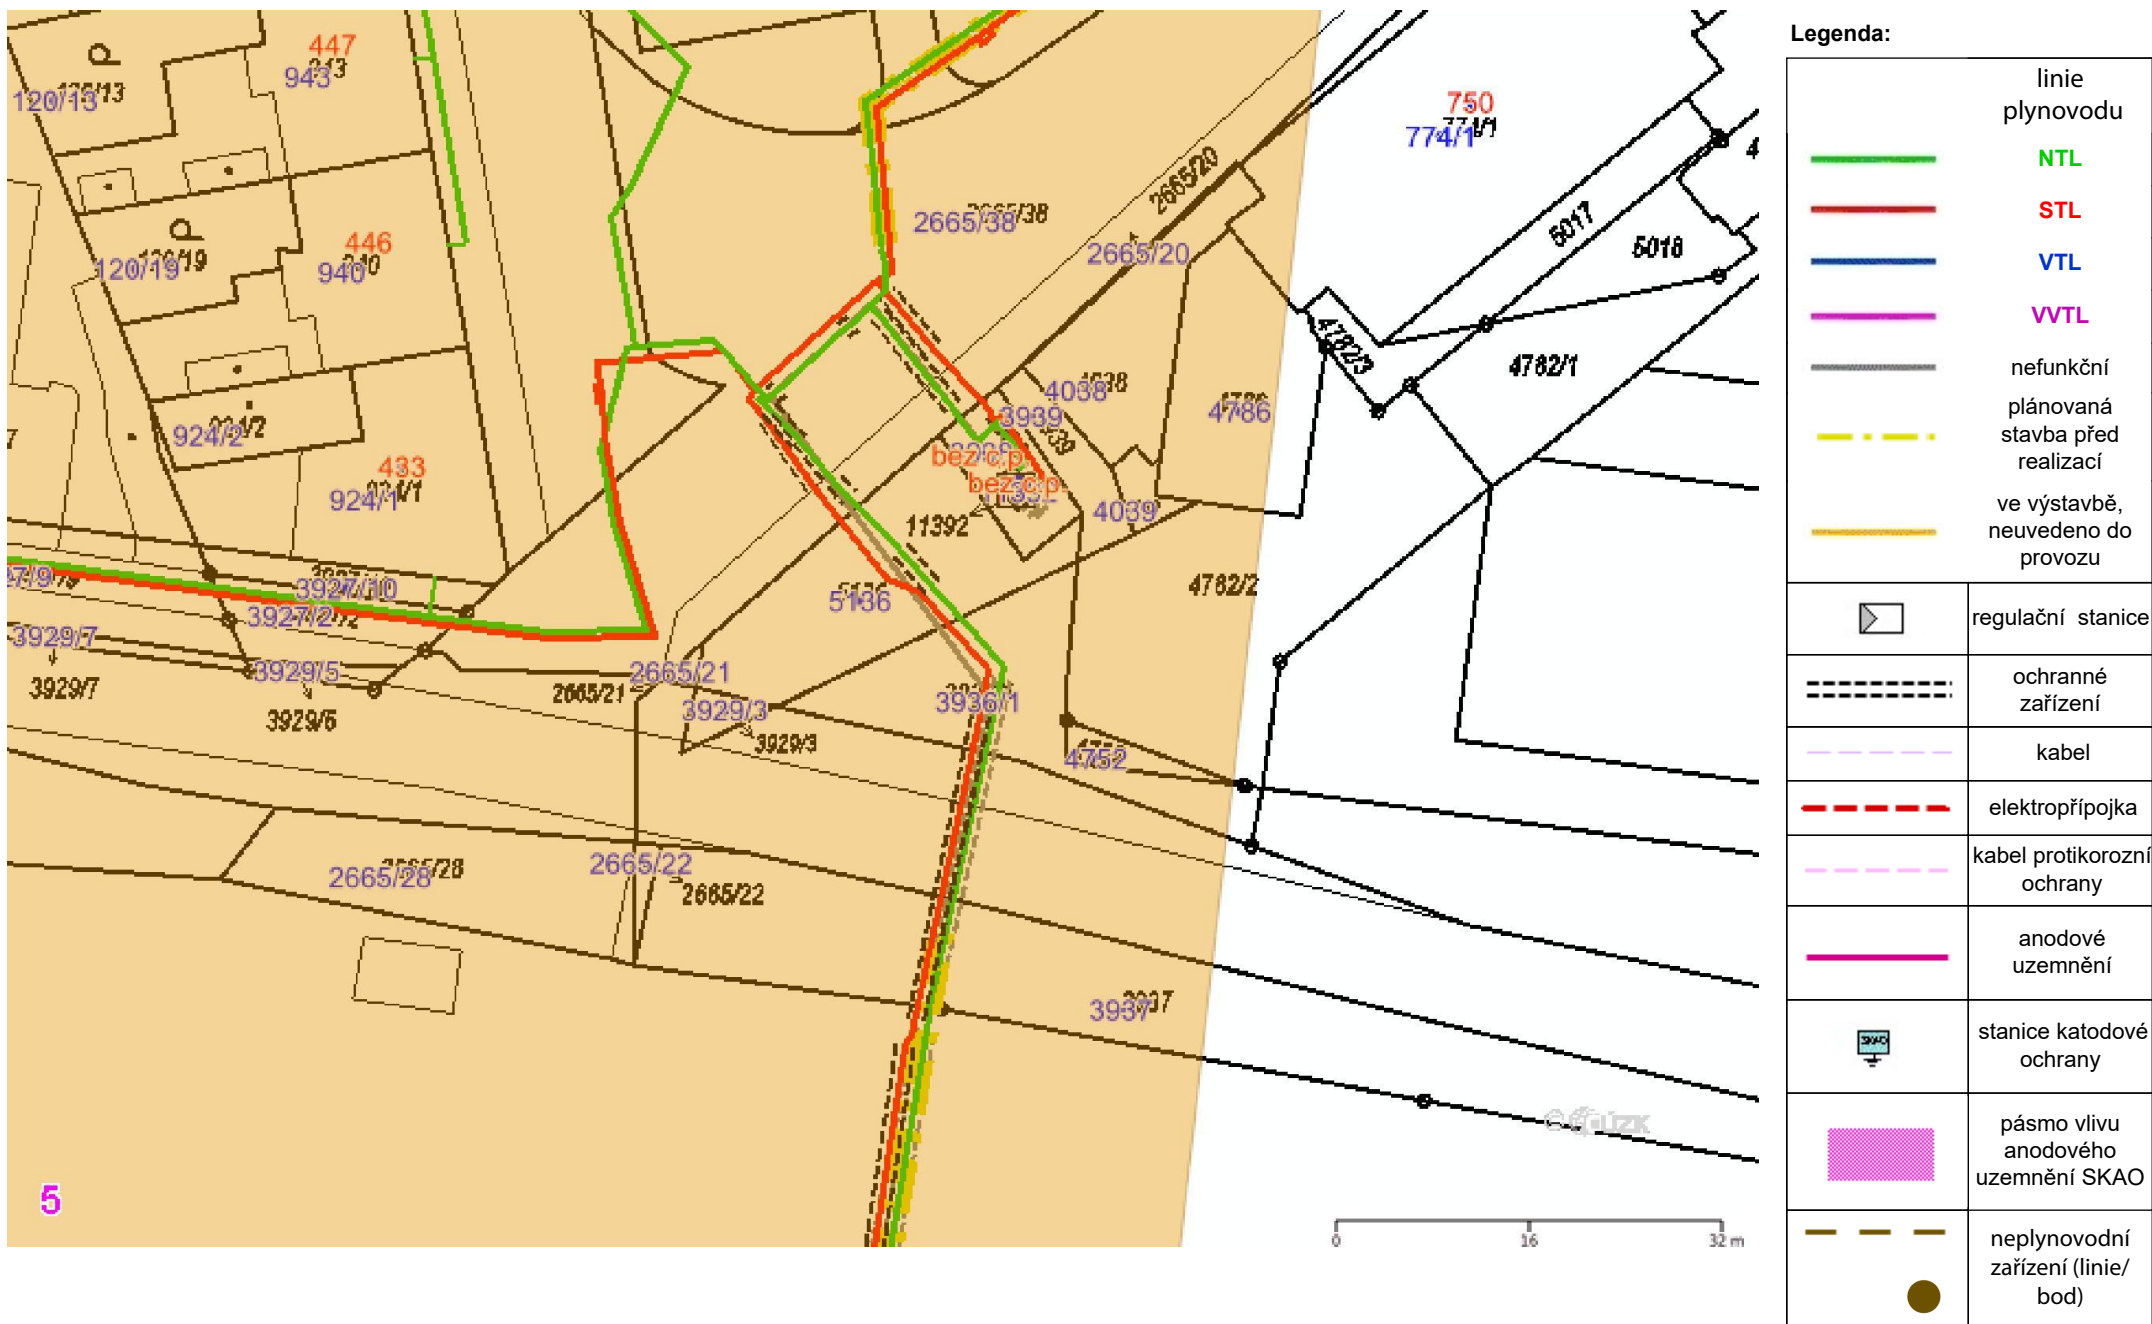 447
943
120/13
P
446
940
120/19
P
924/2
433
924/1
750
774/1
2665/20
2665/38
2665/20
5017
5018
4782/3
4782/1
4038
3939
4786
bez č.p.
bez č.p.
11392
4039
4782/2
5136
3927/10
3927/2
3929/7
3929/7
3929/5
3929/6
2665/21
2665/21
3929/3
3929/3
3936/1
4752
2665/28
2665/22
2665/22
3937
5
0 16 32 m
Legenda:
linie
plynovodu
NTL
STL
VTL
VVTL
nefunkční
plánovaná
stavba před
realizací
ve výstavbě,
neuvedeno do
provozu
regulační stanice
ochranné
zařízení
kabel
elektropřípojka
kabel protikorozní
ochrany
anodové
uzemnění
SKAO
stanice katodové
ochrany
pásmo vlivu
anodového
uzemnění SKAO
neplynovodní
zařízení (linie/
bod)